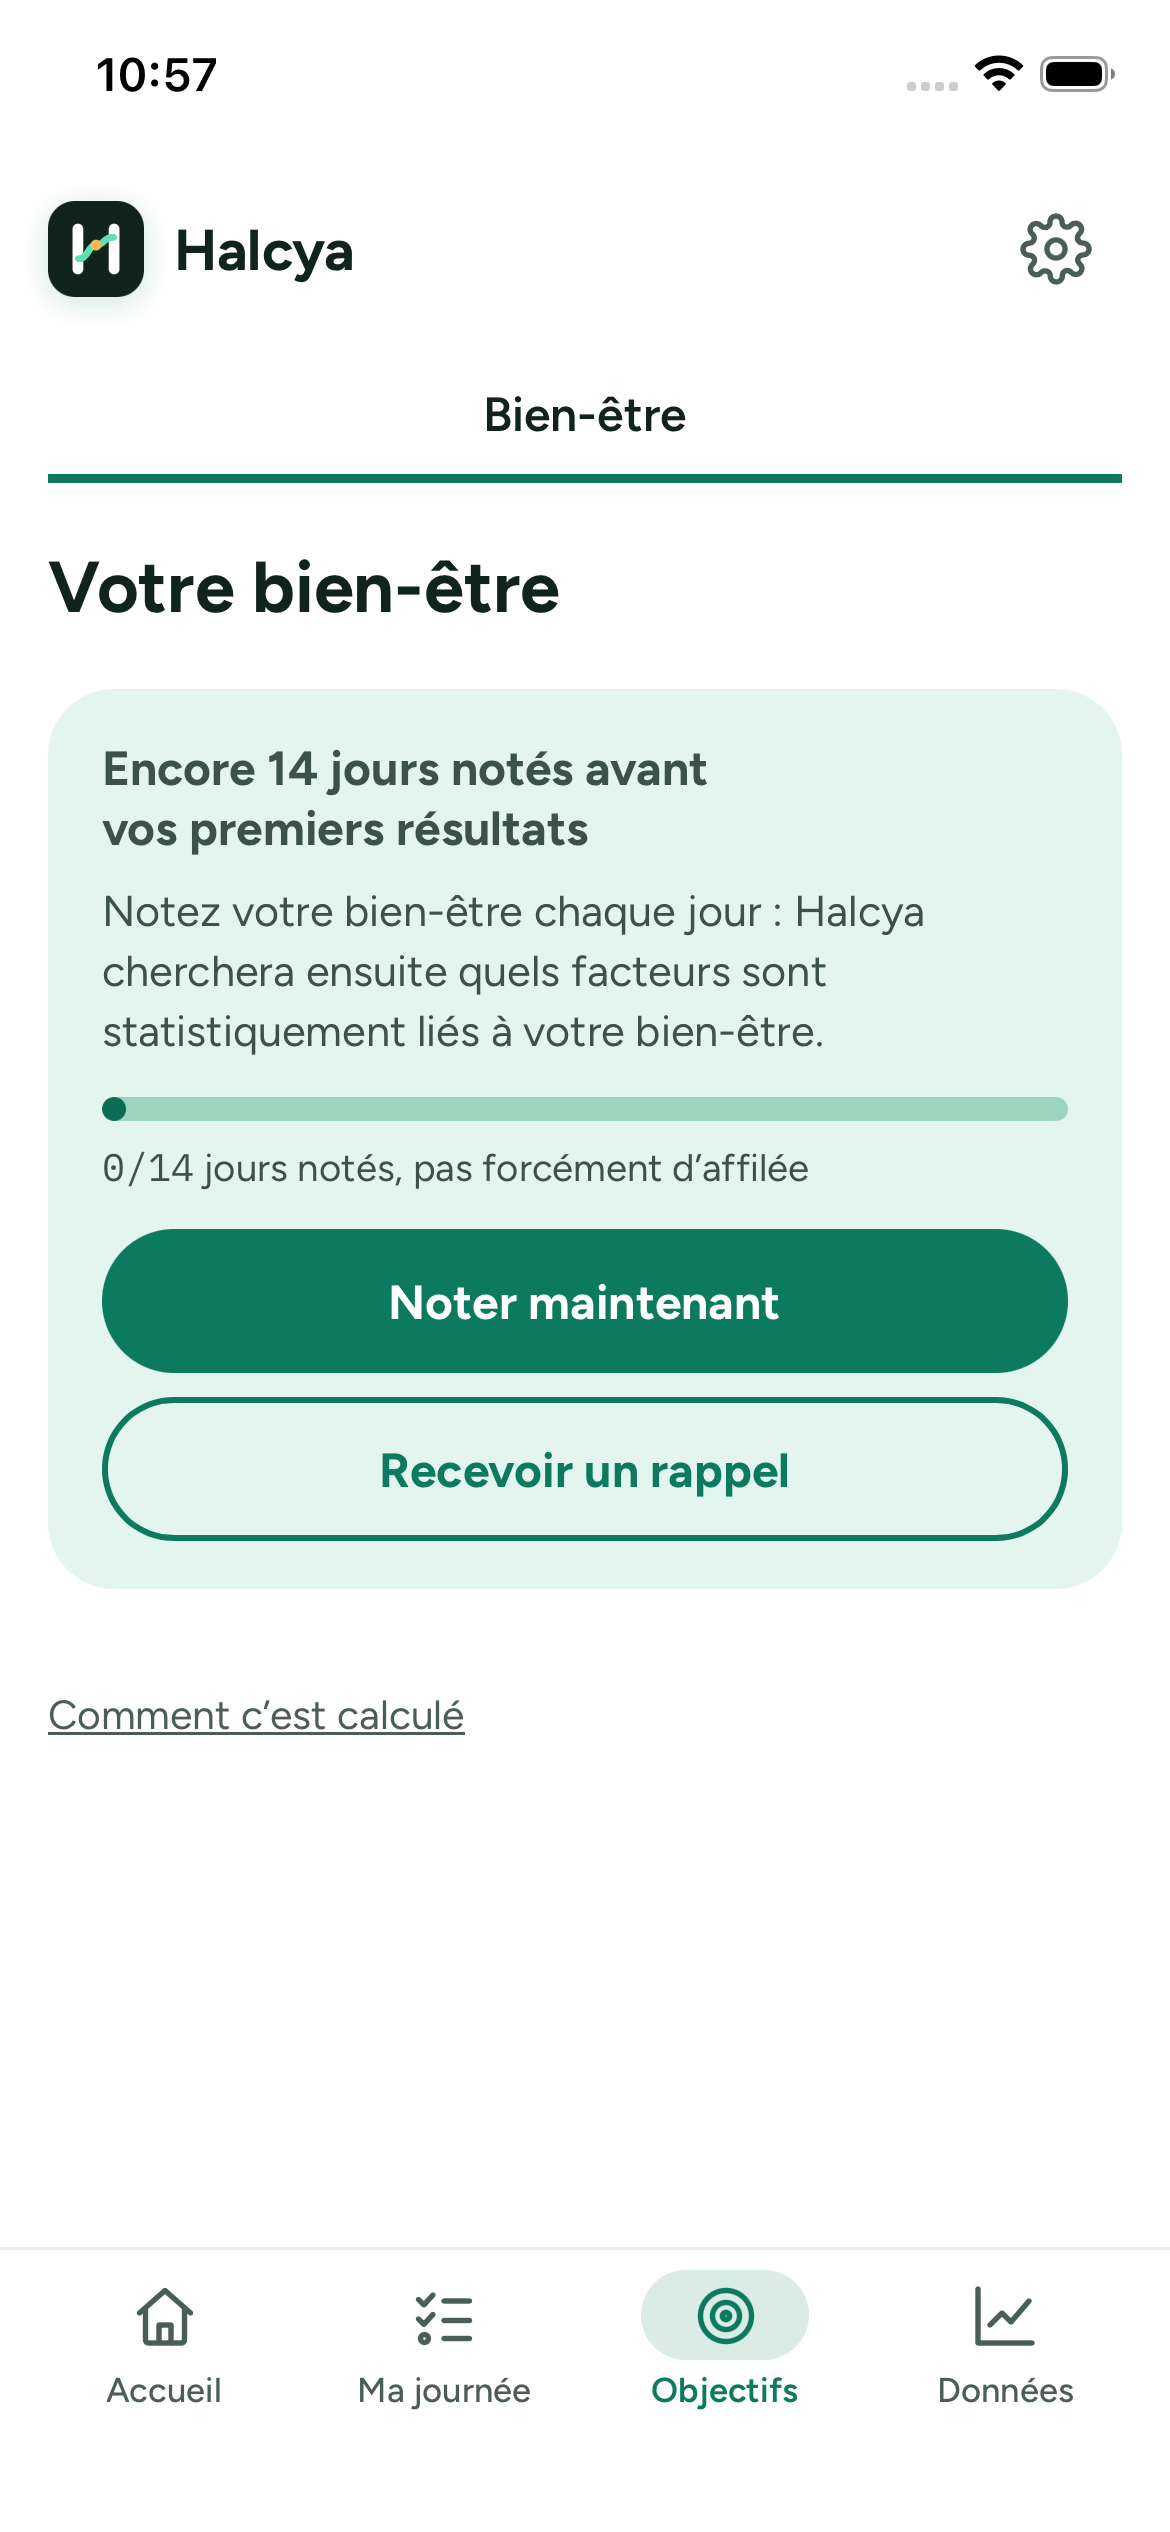 10:57
Halcya
Bien-être
Votre bien-être
Encore 14 jours notés avant
vos premiers résultats
Notez votre bien-être chaque jour : Halcya
cherchera ensuite quels facteurs sont
statistiquement liés à votre bien-être.
0/14 jours notés, pas forcément d’affilée
Noter maintenant
Recevoir un rappel
Comment c’est calculé
Accueil
Ma journée
Objectifs
Données